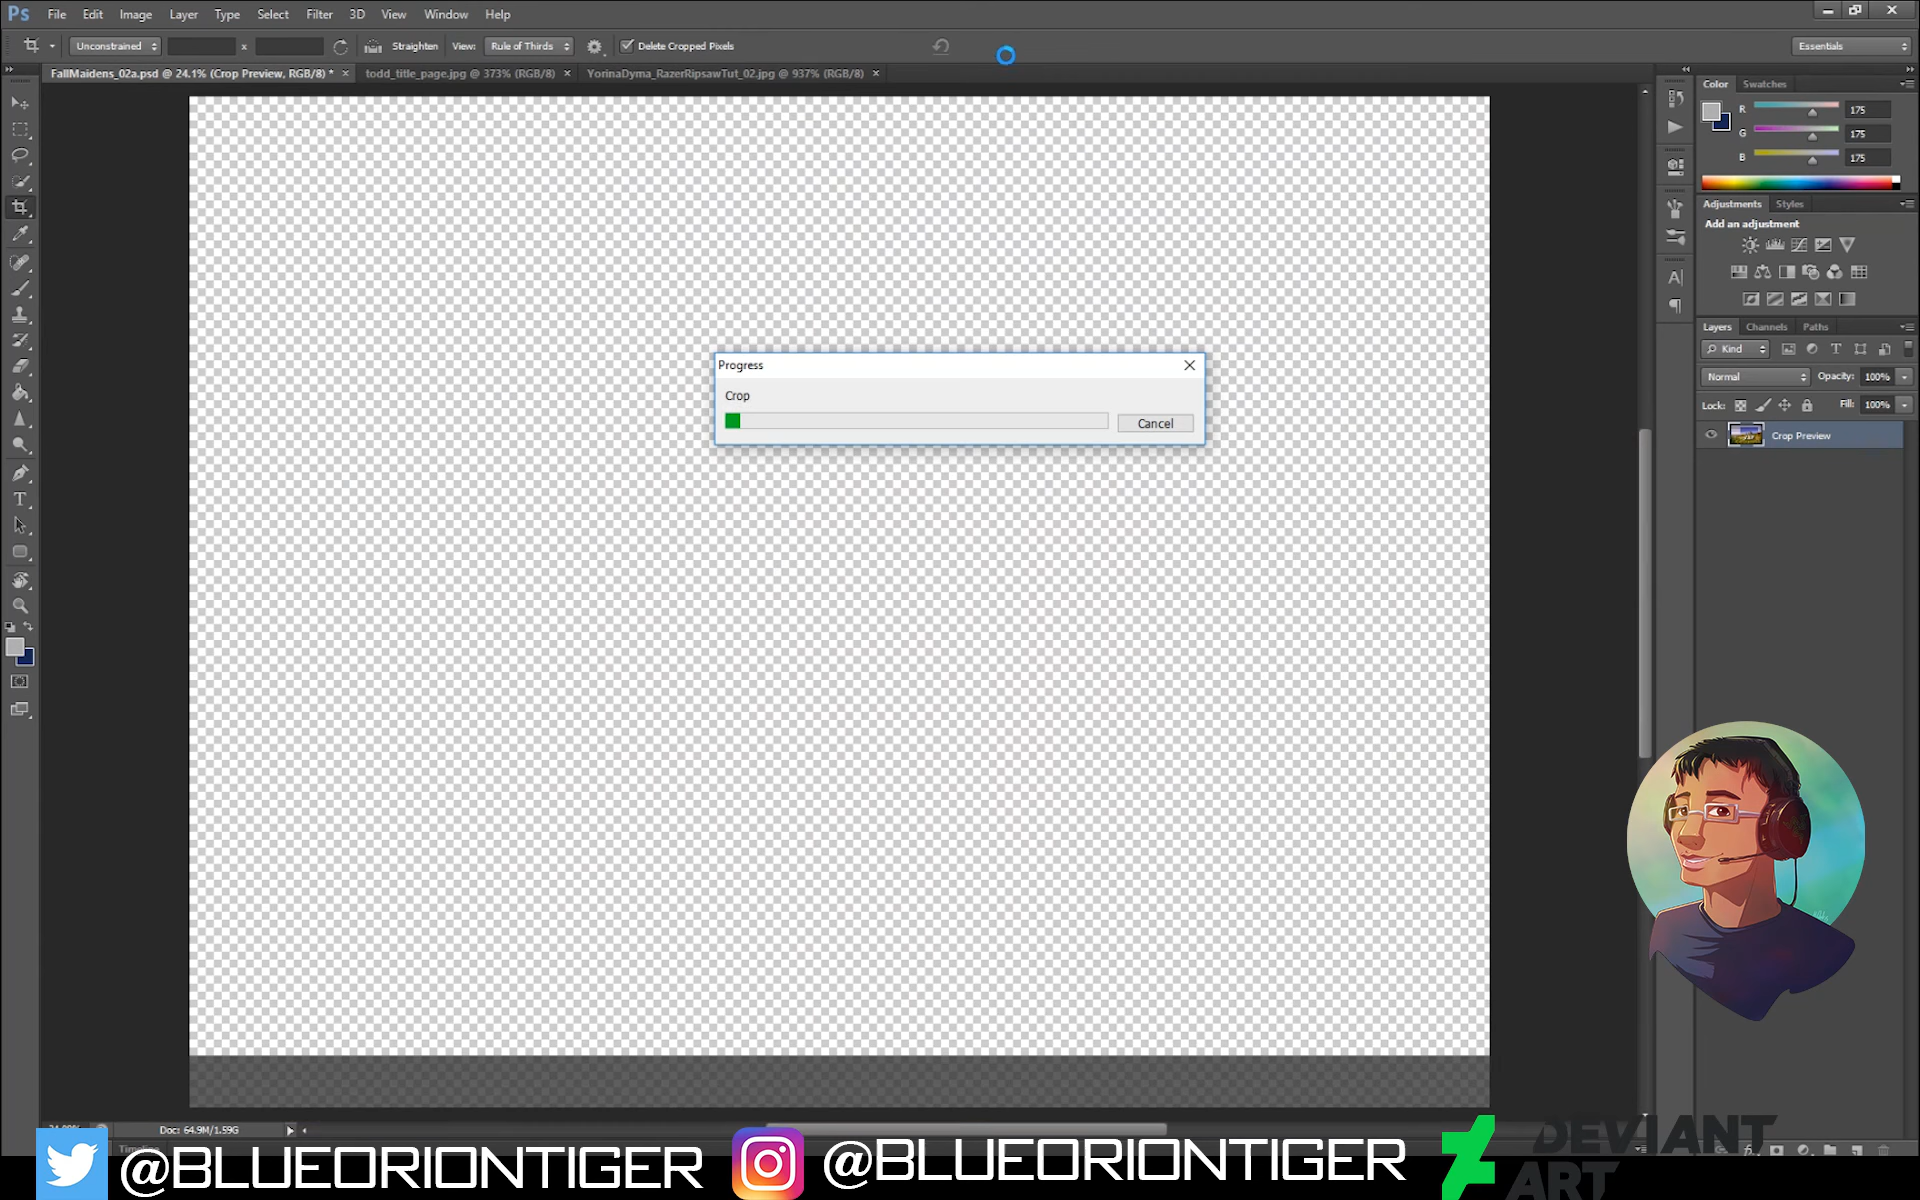 Ps File Edit Image Layer Type Select Filter 3D View Window Help
Unconstrained x Straighten View: Rule of Thirds Delete Cropped Pixels Essentials
FallMaidens_02a.psd @ 24.1% (Crop Preview, RGB/8) * × todd_title_page.jpg @ 373% (RGB/8) × YorinaDyma_RazerRipsawTut_02.jpg @ 937% (RGB/8) ×
Color Swatches
R 175
G 175
B 175
Adjustments Styles
Add an adjustment
Layers Channels Paths
Kind
Normal Opacity: 100%
Lock: Fill: 100%
Crop Preview
Progress
Crop
Cancel
Doc: 64.9M/1.59G
Timeline
@BLUEORIONTIGER @BLUEORIONTIGER
DEVIANT
ART